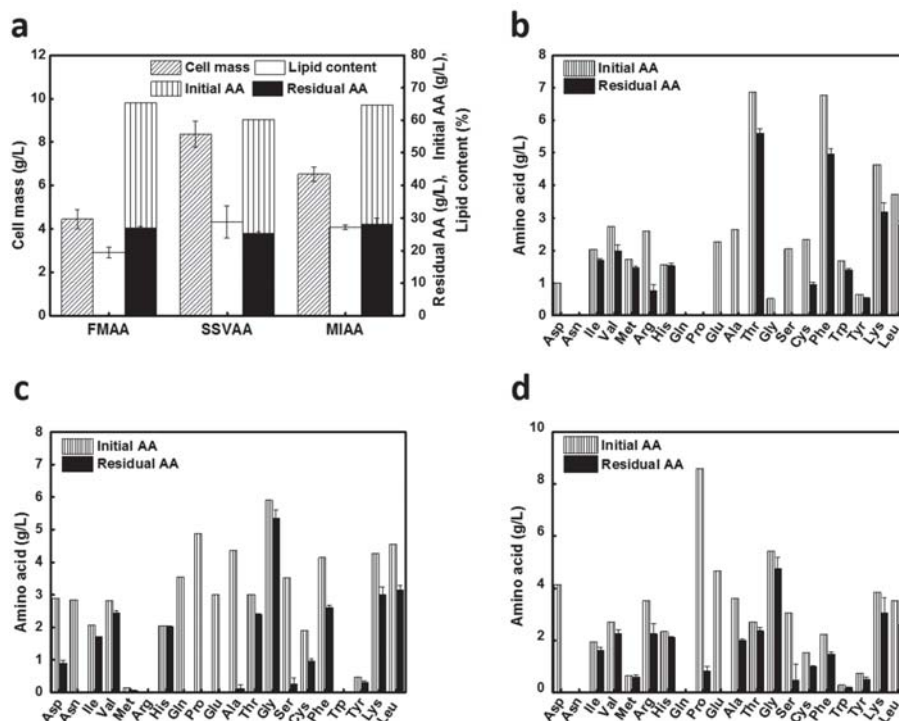 a
Cell mass
Lipid content
Initial AA
Residual AA
Cell mass (g/L)
12
10
8
6
4
2
0
80
70
60
50
40
30
20
10
0
Residual AA (g/L), Initial AA (g/L),
Lipid content (%)
FMAA SSVAA MIAA
b
Initial AA
Residual AA
Amino acid (g/L)
8
7
6
5
4
3
2
1
0
Asp Asn Ile Val Met Arg His Gln Pro Glu Ala Thr Gly Ser Cys Phe Trp Tyr Lys Leu
c
Initial AA
Residual AA
Amino acid (g/L)
8
7
6
5
4
3
2
1
0
Asp Asn Ile Val Met Arg His Gln Pro Glu Ala Thr Gly Ser Cys Phe Trp Tyr Lys Leu
d
Initial AA
Residual AA
Amino acid (g/L)
10
8
6
4
2
0
Asp Asn Ile Val Met Arg His Gln Pro Glu Ala Thr Gly Ser Cys Phe Trp Tyr Lys Leu